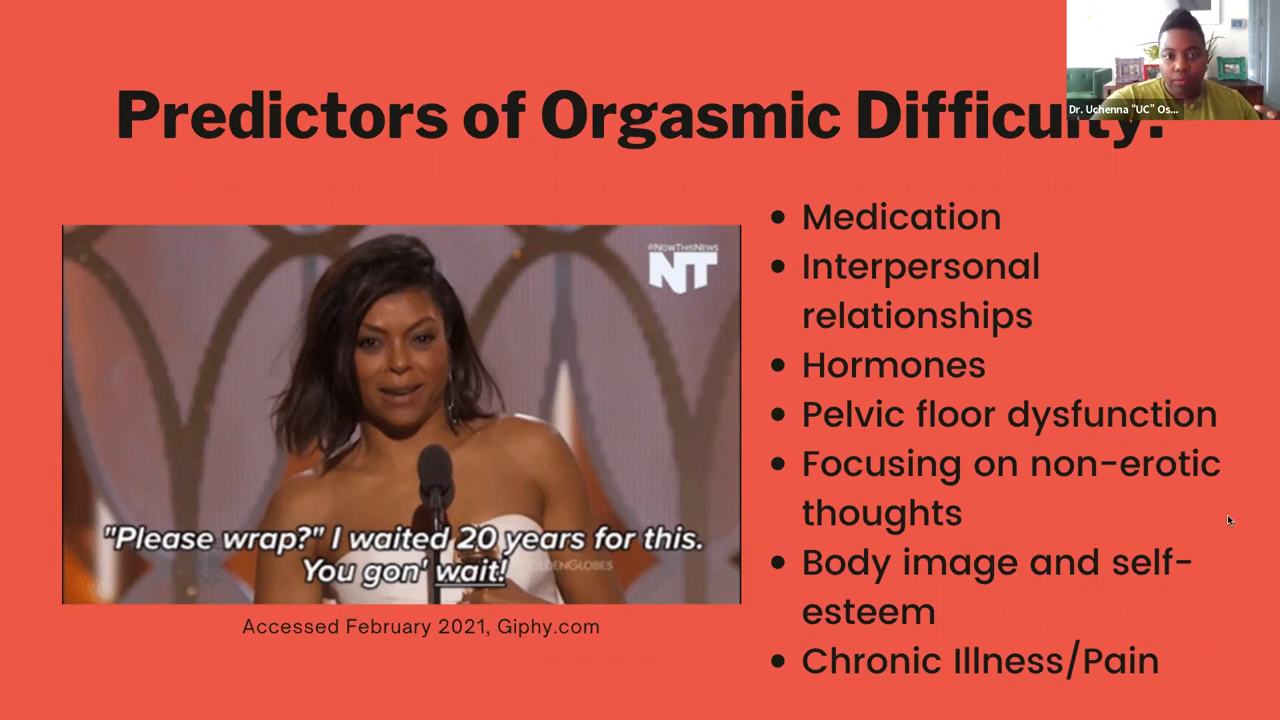 Predictors of Orgasmic Difficulty:
Dr. Uchenna "UC" Os...
#NowThisNews
NT
"Please wrap?" I waited 20 years for this.
You gon' wait!
GOLDENGLOBES
Accessed February 2021, Giphy.com
• Medication
• Interpersonal
relationships
• Hormones
• Pelvic floor dysfunction
• Focusing on non-erotic
thoughts
• Body image and self-
esteem
• Chronic Illness/Pain